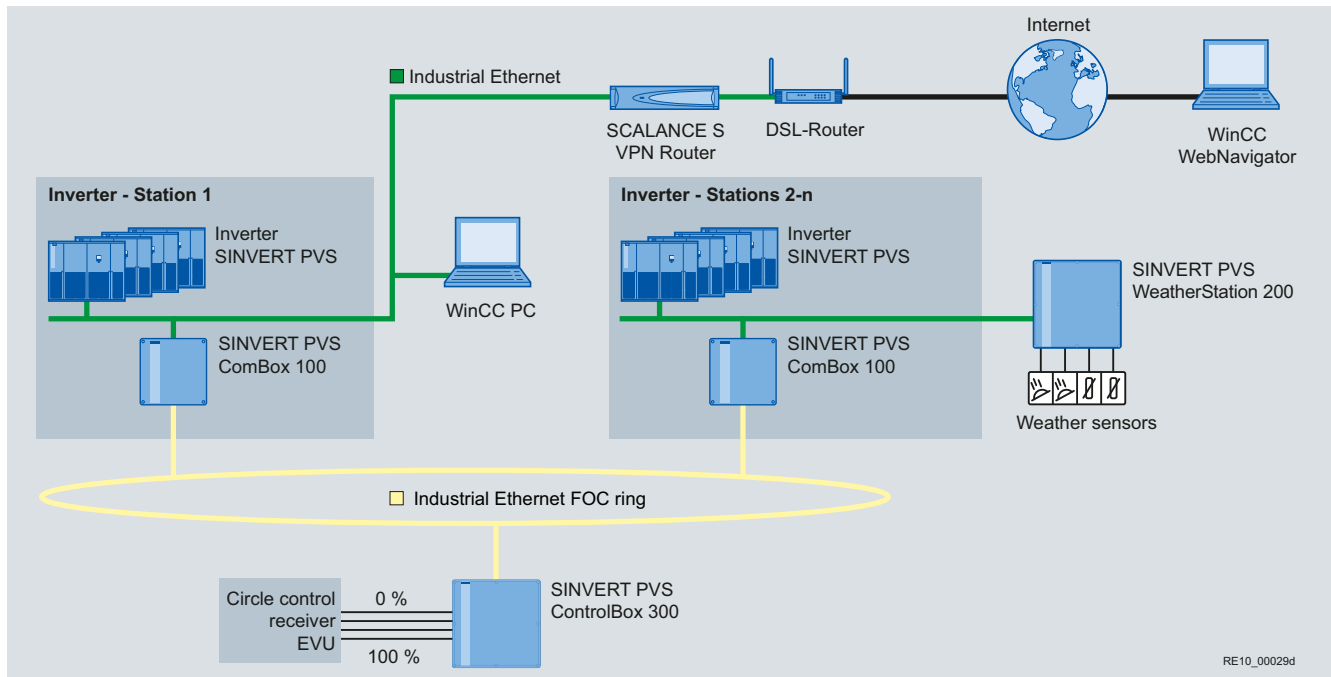 Internet
Industrial Ethernet
SCALANCE S
VPN Router
DSL-Router
WinCC
WebNavigator
Inverter - Station 1
Inverter
SINVERT PVS
WinCC PC
SINVERT PVS
ComBox 100
Inverter - Stations 2-n
Inverter
SINVERT PVS
SINVERT PVS
ComBox 100
SINVERT PVS
WeatherStation 200
Weather sensors
Industrial Ethernet FOC ring
Circle control
receiver
EVU
0 %
100 %
SINVERT PVS
ControlBox 300
RE10_00029d